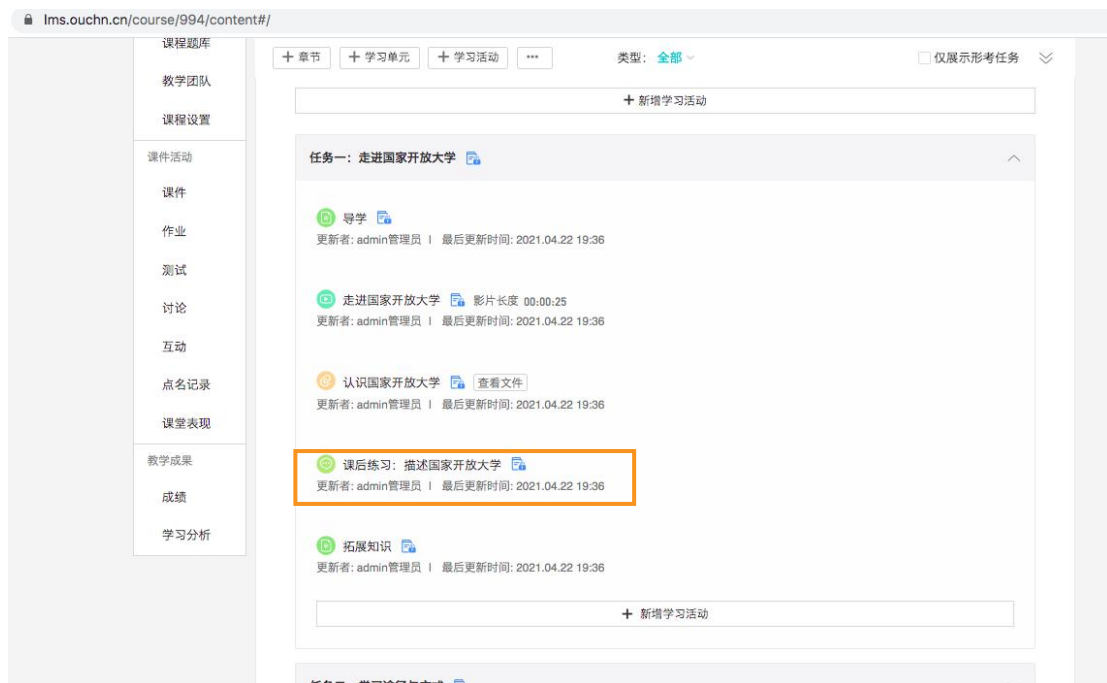 lms.ouchn.cn/course/994/content#/
课程题库
教学团队
课程设置
课件活动
课件
作业
测试
讨论
互动
点名记录
课堂表现
教学成果
成绩
学习分析
+ 章节 + 学习单元 + 学习活动 ··· 类型: 全部 仅展示形考任务
+ 新增学习活动
任务一：走进国家开放大学
导学
更新者: admin管理员 | 最后更新时间: 2021.04.22 19:36
走进国家开放大学 影片长度 00:00:25
更新者: admin管理员 | 最后更新时间: 2021.04.22 19:36
认识国家开放大学 查看文件
更新者: admin管理员 | 最后更新时间: 2021.04.22 19:36
课后练习：描述国家开放大学
更新者: admin管理员 | 最后更新时间: 2021.04.22 19:36
拓展知识
更新者: admin管理员 | 最后更新时间: 2021.04.22 19:36
+ 新增学习活动